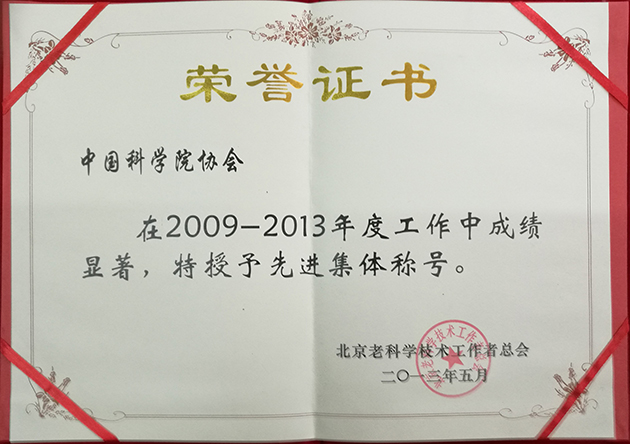 荣誉证书
中国科学院协会
在2009—2013年度工作中成绩
显著，特授予先进集体称号。
北京老科学技术工作者总会
二〇一三年五月